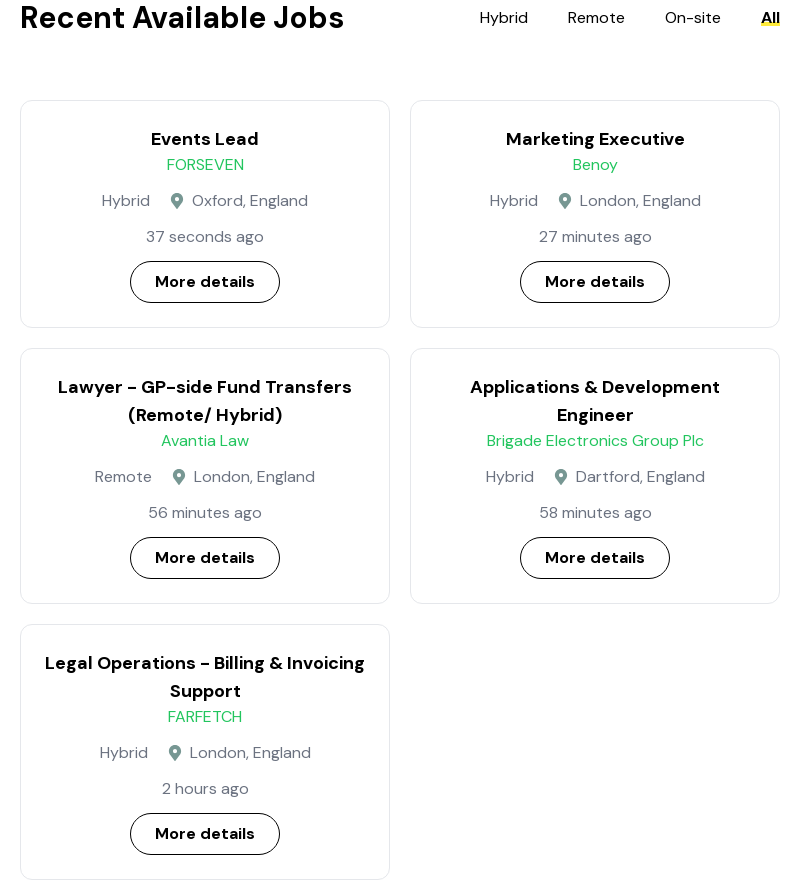 Recent Available Jobs
Hybrid Remote On-site All
Events Lead
FORSEVEN
Hybrid Oxford, England
37 seconds ago
More details
Marketing Executive
Benoy
Hybrid London, England
27 minutes ago
More details
Lawyer - GP-side Fund Transfers
(Remote/ Hybrid)
Avantia Law
Remote London, England
56 minutes ago
More details
Applications & Development
Engineer
Brigade Electronics Group Plc
Hybrid Dartford, England
58 minutes ago
More details
Legal Operations - Billing & Invoicing
Support
FARFETCH
Hybrid London, England
2 hours ago
More details